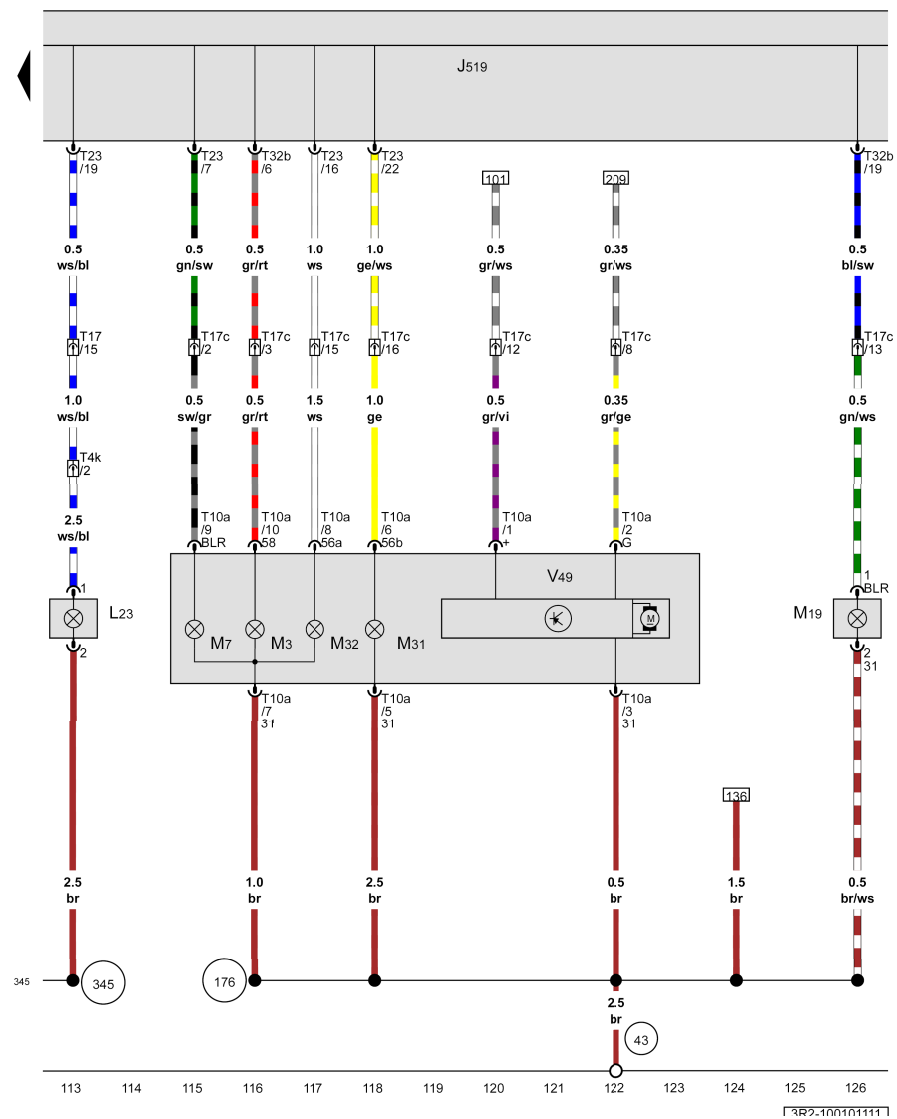 J519
T23 T23 T32b T23 T23 T32b
/19 /7 /6 /16 /22 /19
101 209
0.5 0.5 0.5 1.0 1.0 0.5 0.35 0.5
ws/bl gn/sw gr/rt ws ge/ws gr/ws gr/ws bl/sw
T17 T17c T17c T17c T17c T17c T17c T17c
/15 /2 /3 /15 /16 /12 /8 /13
1.0 0.5 0.5 1.5 1.0 0.5 0.35 0.5
ws/bl sw/gr gr/rt ws ge gr/vi gr/ge gn/ws
T4k
/2
2.5
ws/bl
T10a T10a T10a T10a T10a T10a
/9 /10 /8 /6 /1 /2
BLR 58 56a 56b + G
V49
1 1
BLR
L23 M19
M7 M3 M32 M31 M
2 2
31
T10a T10a T10a
/7 /5 /3
31 31 31
136
2.5 1.0 2.5 0.5 1.5 0.5
br br br br br br/ws
345 345 176
2.5
br
43
113 114 115 116 117 118 119 120 121 122 123 124 125 126
3R2-100101111